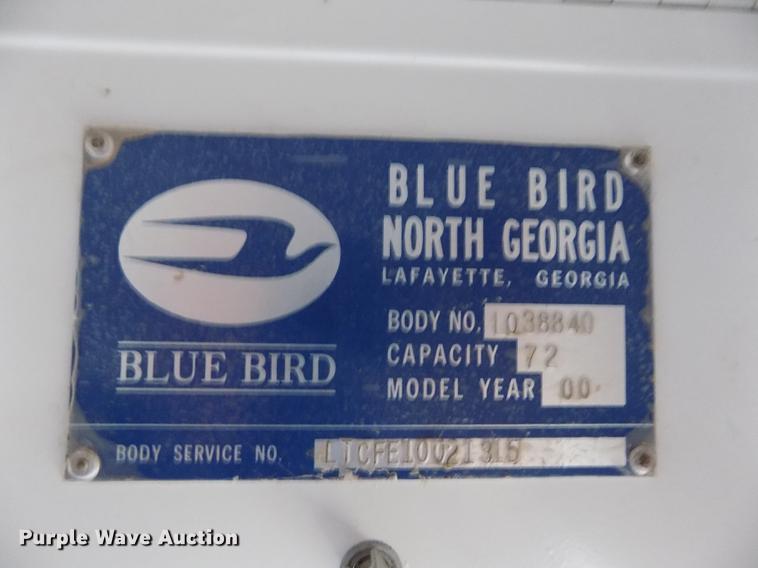 BLUE BIRD
NORTH GEORGIA
LAFAYETTE, GEORGIA
BODY NO. 1038840
CAPACITY 72
MODEL YEAR 00
BLUE BIRD
BODY SERVICE NO. LTCFE10021315
Purple Wave Auction